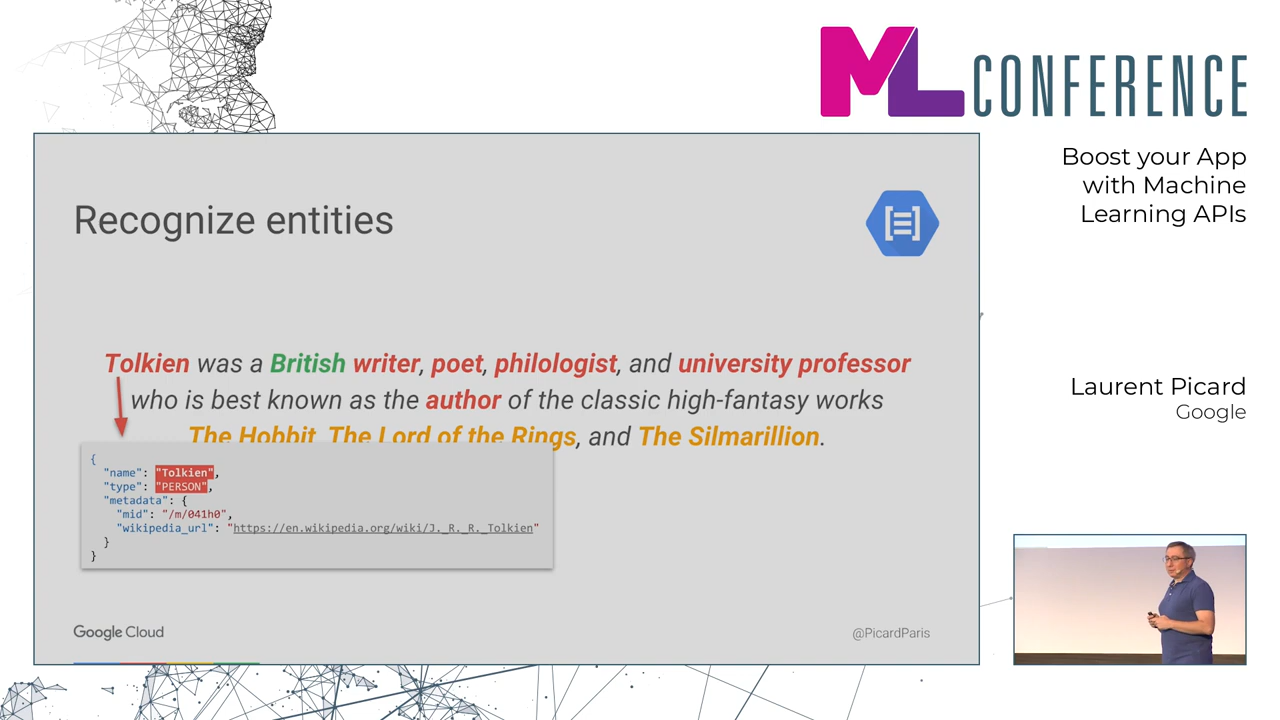 ML CONFERENCE
Boost your App
with Machine
Learning APIs
Laurent Picard
Google
Recognize entities
Tolkien was a British writer, poet, philologist, and university professor
who is best known as the author of the classic high-fantasy works
The Hobbit, The Lord of the Rings, and The Silmarillion.
{
"name": "Tolkien",
"type": "PERSON",
"metadata": {
"mid": "/m/041h0",
"wikipedia_url": "https://en.wikipedia.org/wiki/J._R._R._Tolkien"
}
}
Google Cloud
@PicardParis